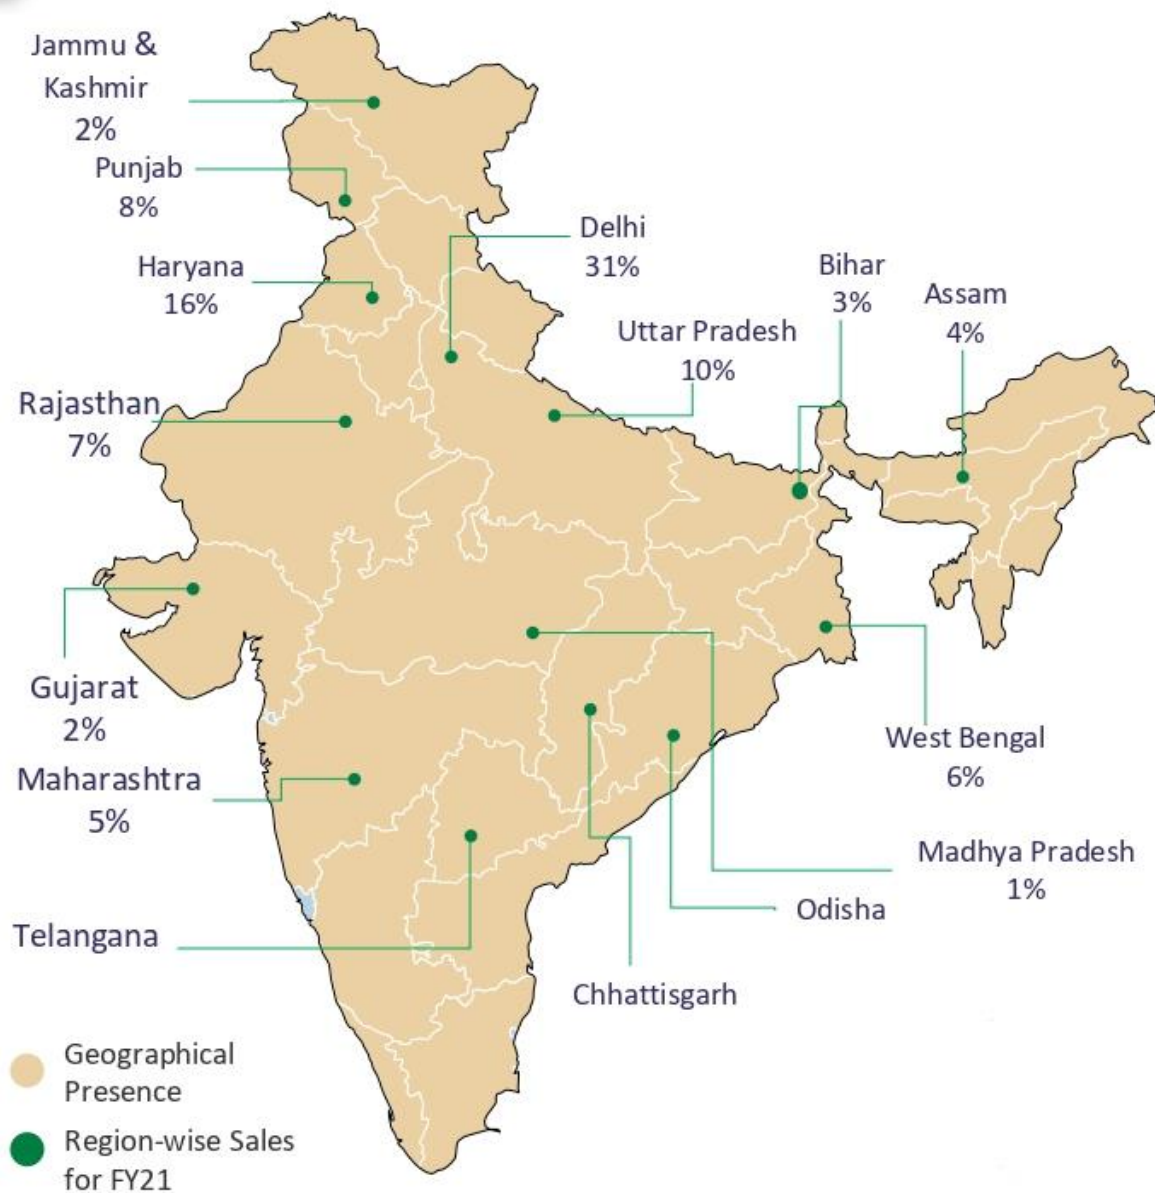 Jammu &
Kashmir
2%
Punjab
8%
Haryana
16%
Delhi
31%
Bihar
3%
Assam
4%
Uttar Pradesh
10%
Rajasthan
7%
Gujarat
2%
Maharashtra
5%
West Bengal
6%
Madhya Pradesh
1%
Odisha
Telangana
Chhattisgarh
Geographical
Presence
Region-wise Sales
for FY21